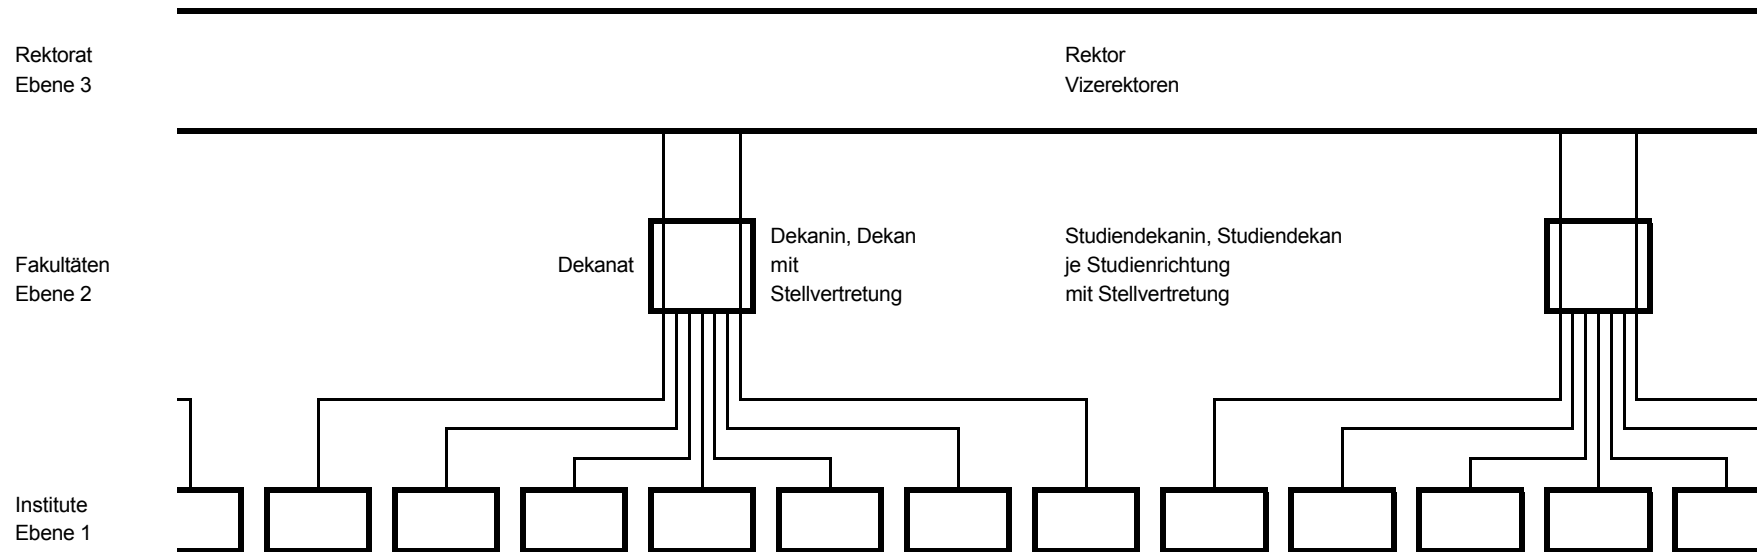 Rektorat
Ebene 3
Rektor
Vizerektoren
Fakultäten
Ebene 2
Dekanat
Dekanin, Dekan
mit
Stellvertretung
Studiendekanin, Studiendekan
je Studienrichtung
mit Stellvertretung
Institute
Ebene 1